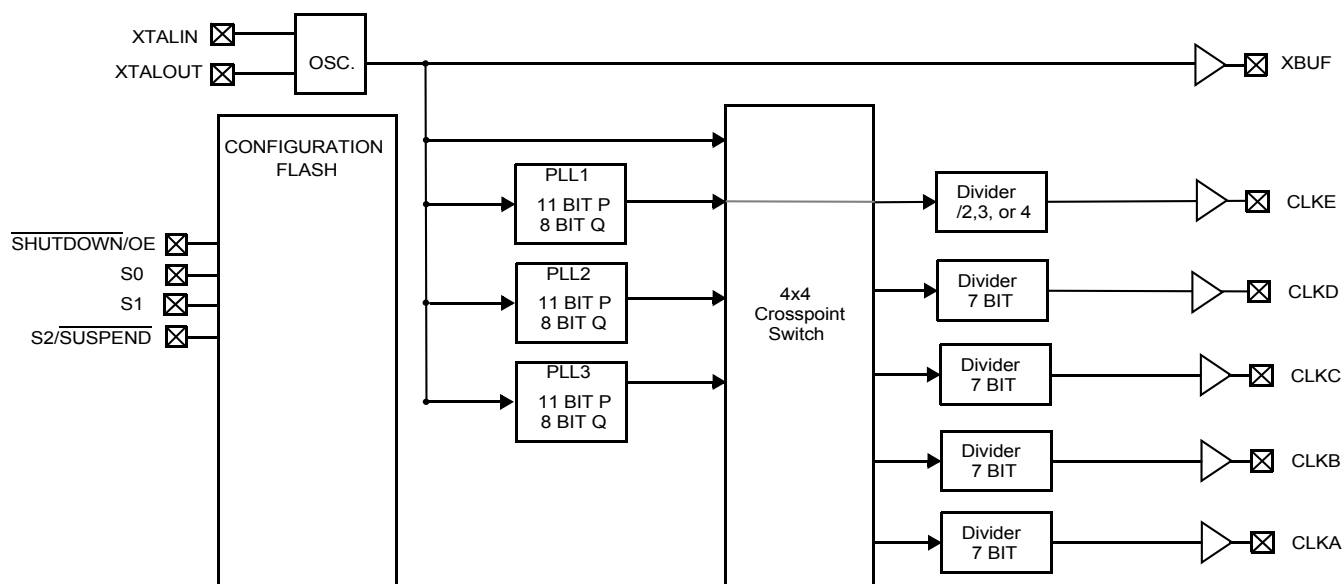 XTALIN
XTALOUT
OSC.
XBUF
CONFIGURATION
FLASH
SHUTDOWN/OE
S0
S1
S2/SUSPEND
PLL1
11 BIT P
8 BIT Q
PLL2
11 BIT P
8 BIT Q
PLL3
11 BIT P
8 BIT Q
4x4
Crosspoint
Switch
Divider
/2,3, or 4
CLKE
Divider
7 BIT
CLKD
Divider
7 BIT
CLKC
Divider
7 BIT
CLKB
Divider
7 BIT
CLKA